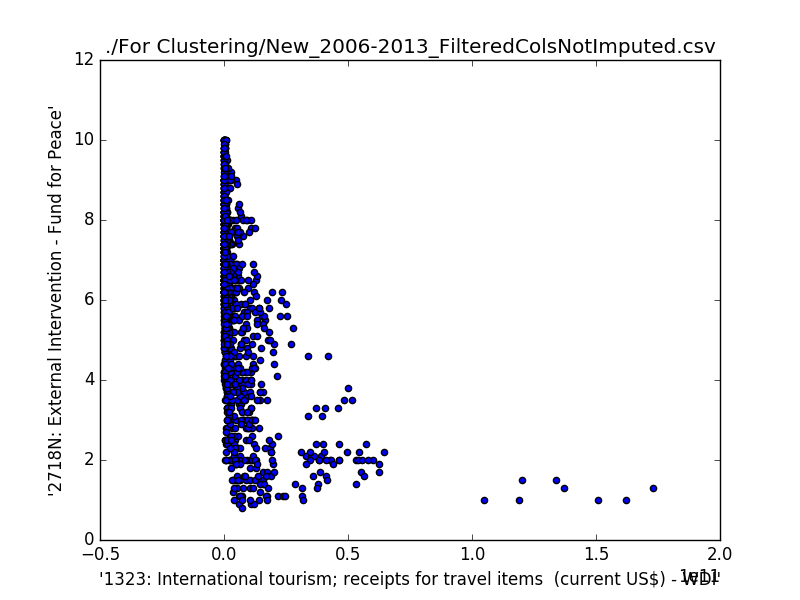 ./For Clustering/New_2006-2013_FilteredColsNotImputed.csv
12
10
8
6
4
2
0
'2718N: External Intervention - Fund for Peace'
−0.5 0.0 0.5 1.0 1.5 2.0
1e11
'1323: International tourism; receipts for travel items (current US$) - WDI'